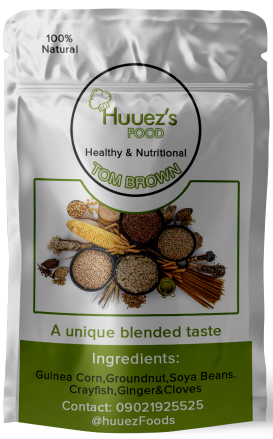 100%
Natural
Huuez's
FOOD
Healthy & Nutritional
TOM BROWN
A unique blended taste
Ingredients:
Guinea Corn,Groundnut,Soya Beans.
Crayfish,Ginger&Cloves
Contact: 09021925525
@huuezFoods